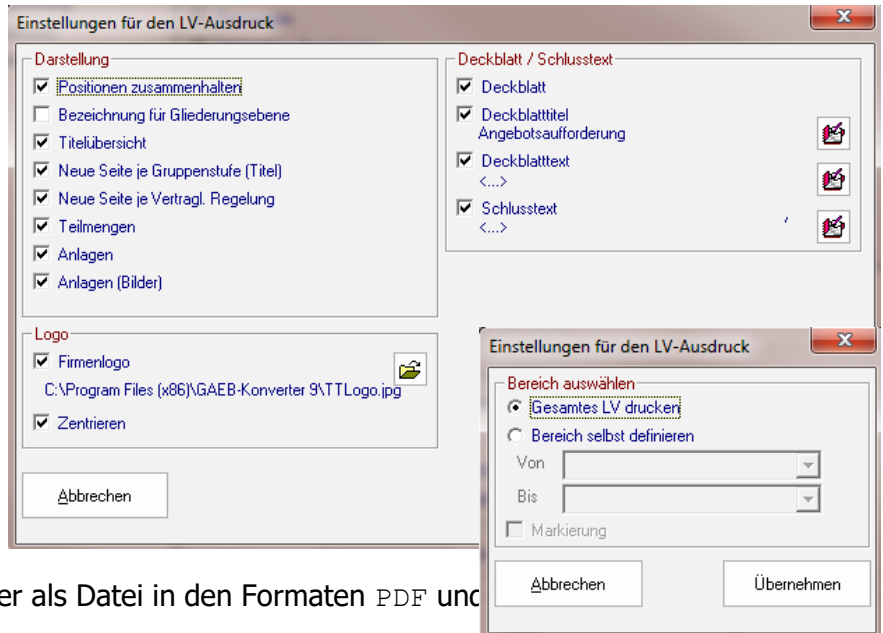 Einstellungen für den LV-Ausdruck
Darstellung
Positionen zusammenhalten
Bezeichnung für Gliederungsebene
Titelübersicht
Neue Seite je Gruppenstufe (Titel)
Neue Seite je Vertragl. Regelung
Teilmengen
Anlagen
Anlagen (Bilder)
Deckblatt / Schlusstext
Deckblatt
Deckblatttitel
Angebotsaufforderung
Deckblatttext
<...>
Schlusstext
<...>
Logo
Firmenlogo
C:\Program Files (x86)\GAEB-Konverter 9\TTLogo.jpg
Zentrieren
Abbrechen
Einstellungen für den LV-Ausdruck
Bereich auswählen
Gesamtes LV drucken
Bereich selbst definieren
Von
Bis
Markierung
Abbrechen
Übernehmen
er als Datei in den Formaten PDF und